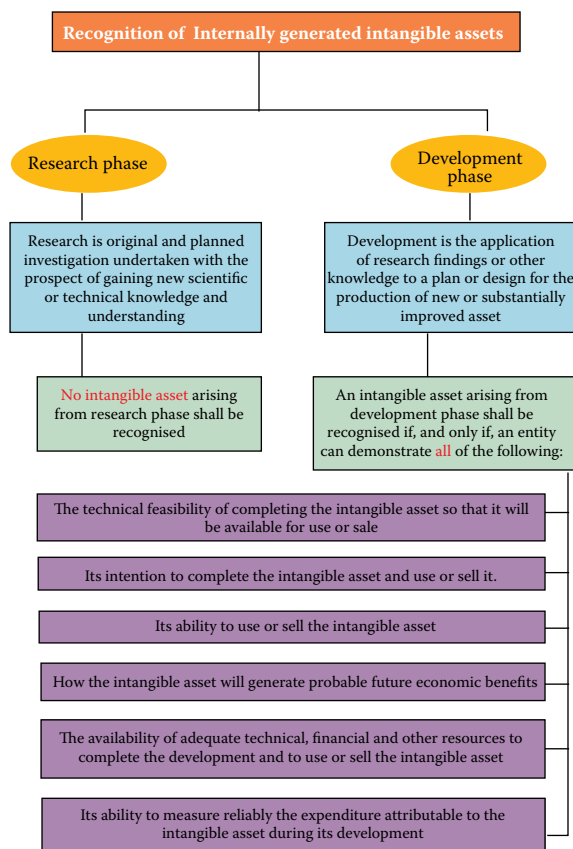 Recognition of Internally generated intangible assets
Research phase
Development
phase
Research is original and planned
investigation undertaken with the
prospect of gaining new scientific
or technical knowledge and
understanding
Development is the application
of research findings or other
knowledge to a plan or design for the
production of new or substantially
improved asset
No intangible asset arising
from research phase shall be
recognised
An intangible asset arising from
development phase shall be
recognised if, and only if, an entity
can demonstrate all of the following:
The technical feasibility of completing the intangible asset so that it will
be available for use or sale
Its intention to complete the intangible asset and use or sell it.
Its ability to use or sell the intangible asset
How the intangible asset will generate probable future economic benefits
The availability of adequate technical, financial and other resources to
complete the development and to use or sell the intangible asset
Its ability to measure reliably the expenditure attributable to the
intangible asset during its development